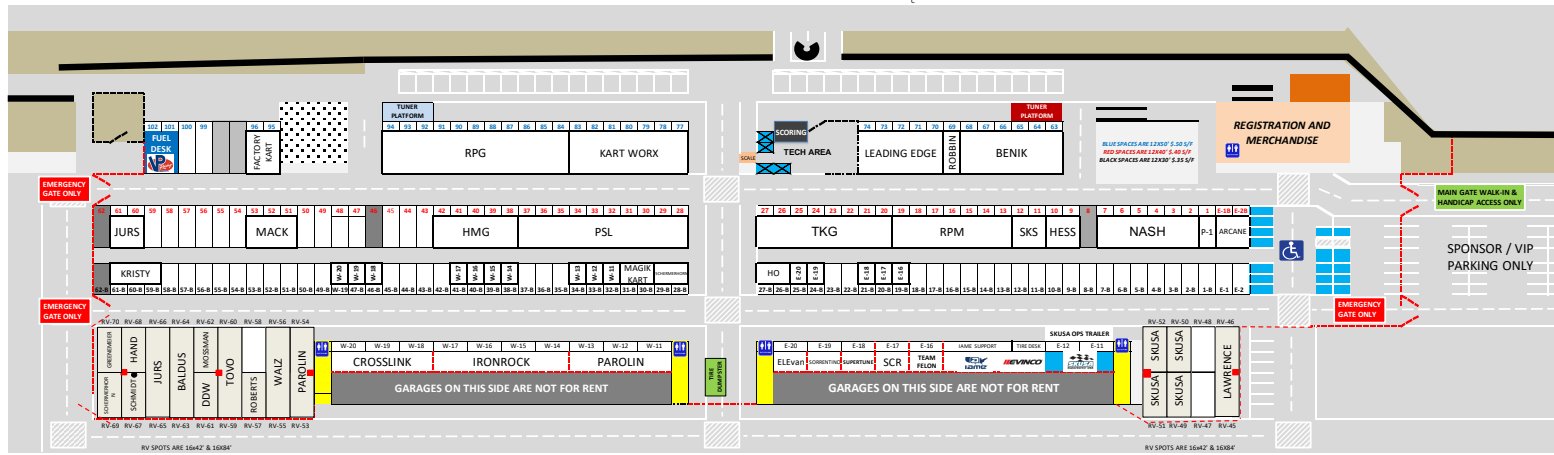 TUNER
PLATFORM
TUNER
PLATFORM
102 101 100 99 96 95 94 93 92 91 90 89 88 87 86 85 84 83 82 81 80 79 78 77
SCORING
74 73 72 71 70 69 68 67 66 65 64 63
FUEL
DESK
VP
FACTORY
KART
RPG
KART WORX
SCALE
TECH AREA
LEADING EDGE
ROBBIN
BENIK
BLUE SPACES ARE 12X50' $.50 S/F
RED SPACES ARE 12X40' $.40 S/F
BLACK SPACES ARE 12X30' $.35 S/F
REGISTRATION AND
MERCHANDISE
EMERGENCY
GATE ONLY
MAIN GATE WALK-IN &
HANDICAP ACCESS ONLY
62 61 60 59 58 57 56 55 54 53 52 51 50 49 48 47 46 45 44 43 42 41 40 39 38 37 36 35 34 33 32 31 30 29 28
27 26 25 24 23 22 21 20 19 18 17 16 15 14 13 12 11 10 9 8 7 6 5 4 3 2 1 E-1B E-2B
JURS
MACK
HMG
PSL
TKG
RPM
SKS
HESS
NASH
P-1
ARCANE
SPONSOR / VIP
PARKING ONLY
KRISTY
W-20 W-19 W-18 W-17 W-16 W-15 W-14 W-13 W-12 W-11
MAGIK
KART
SCHERMERHORN
HO
E-20 E-19 E-18 E-17 E-16
62-B 61-B 60-B 59-B 58-B 57-B 56-B 55-B 54-B 53-B 52-B 51-B 50-B 49-B W-19 47-B 46-B 45-B 44-B 43-B 42-B 41-B 40-B 39-B 38-B 37-B 36-B 35-B 34-B 33-B 32-B 31-B 30-B 29-B 28-B
27-B 26-B 25-B 24-B 23-B 22-B 21-B 20-B 19-B 18-B 17-B 16-B 15-B 14-B 13-B 12-B 11-B 10-B 9-B 8-B 7-B 6-B 5-B 4-B 3-B 2-B 1-B E-1 E-2
EMERGENCY
GATE ONLY
EMERGENCY
GATE ONLY
RV-70 RV-68 RV-66 RV-64 RV-62 RV-60 RV-58 RV-56 RV-54
RV-52 RV-50 RV-48 RV-46
SKUSA OPS TRAILER
GREENEMEIER
HAND
JURS
BALDUS
MOSSMAN
TOVO
WALZ
PAROLIN
SCHERMERHOR
N
SCHMIDT
DDW
ROBERTS
W-20 W-19 W-18 W-17 W-16 W-15 W-14 W-13 W-12 W-11
CROSSLINK
IRONROCK
PAROLIN
GARAGES ON THIS SIDE ARE NOT FOR RENT
TIRE
DUMPSTER
E-20 E-19 E-18 E-17 E-16 IAME SUPPORT TIRE DESK E-12 E-11
ELEvan
SORRENTINO
SUPERTUNE
SCR
TEAM
FELON
iame
EVINCO
SKUSA
GARAGES ON THIS SIDE ARE NOT FOR RENT
SKUSA
SKUSA
SKUSA
SKUSA
LAWRENCE
RV-69 RV-67 RV-65 RV-63 RV-61 RV-59 RV-57 RV-55 RV-53
RV-51 RV-49 RV-47 RV-45
RV SPOTS ARE 16x42' & 16X84'
RV SPOTS ARE 16x42' & 16X84'